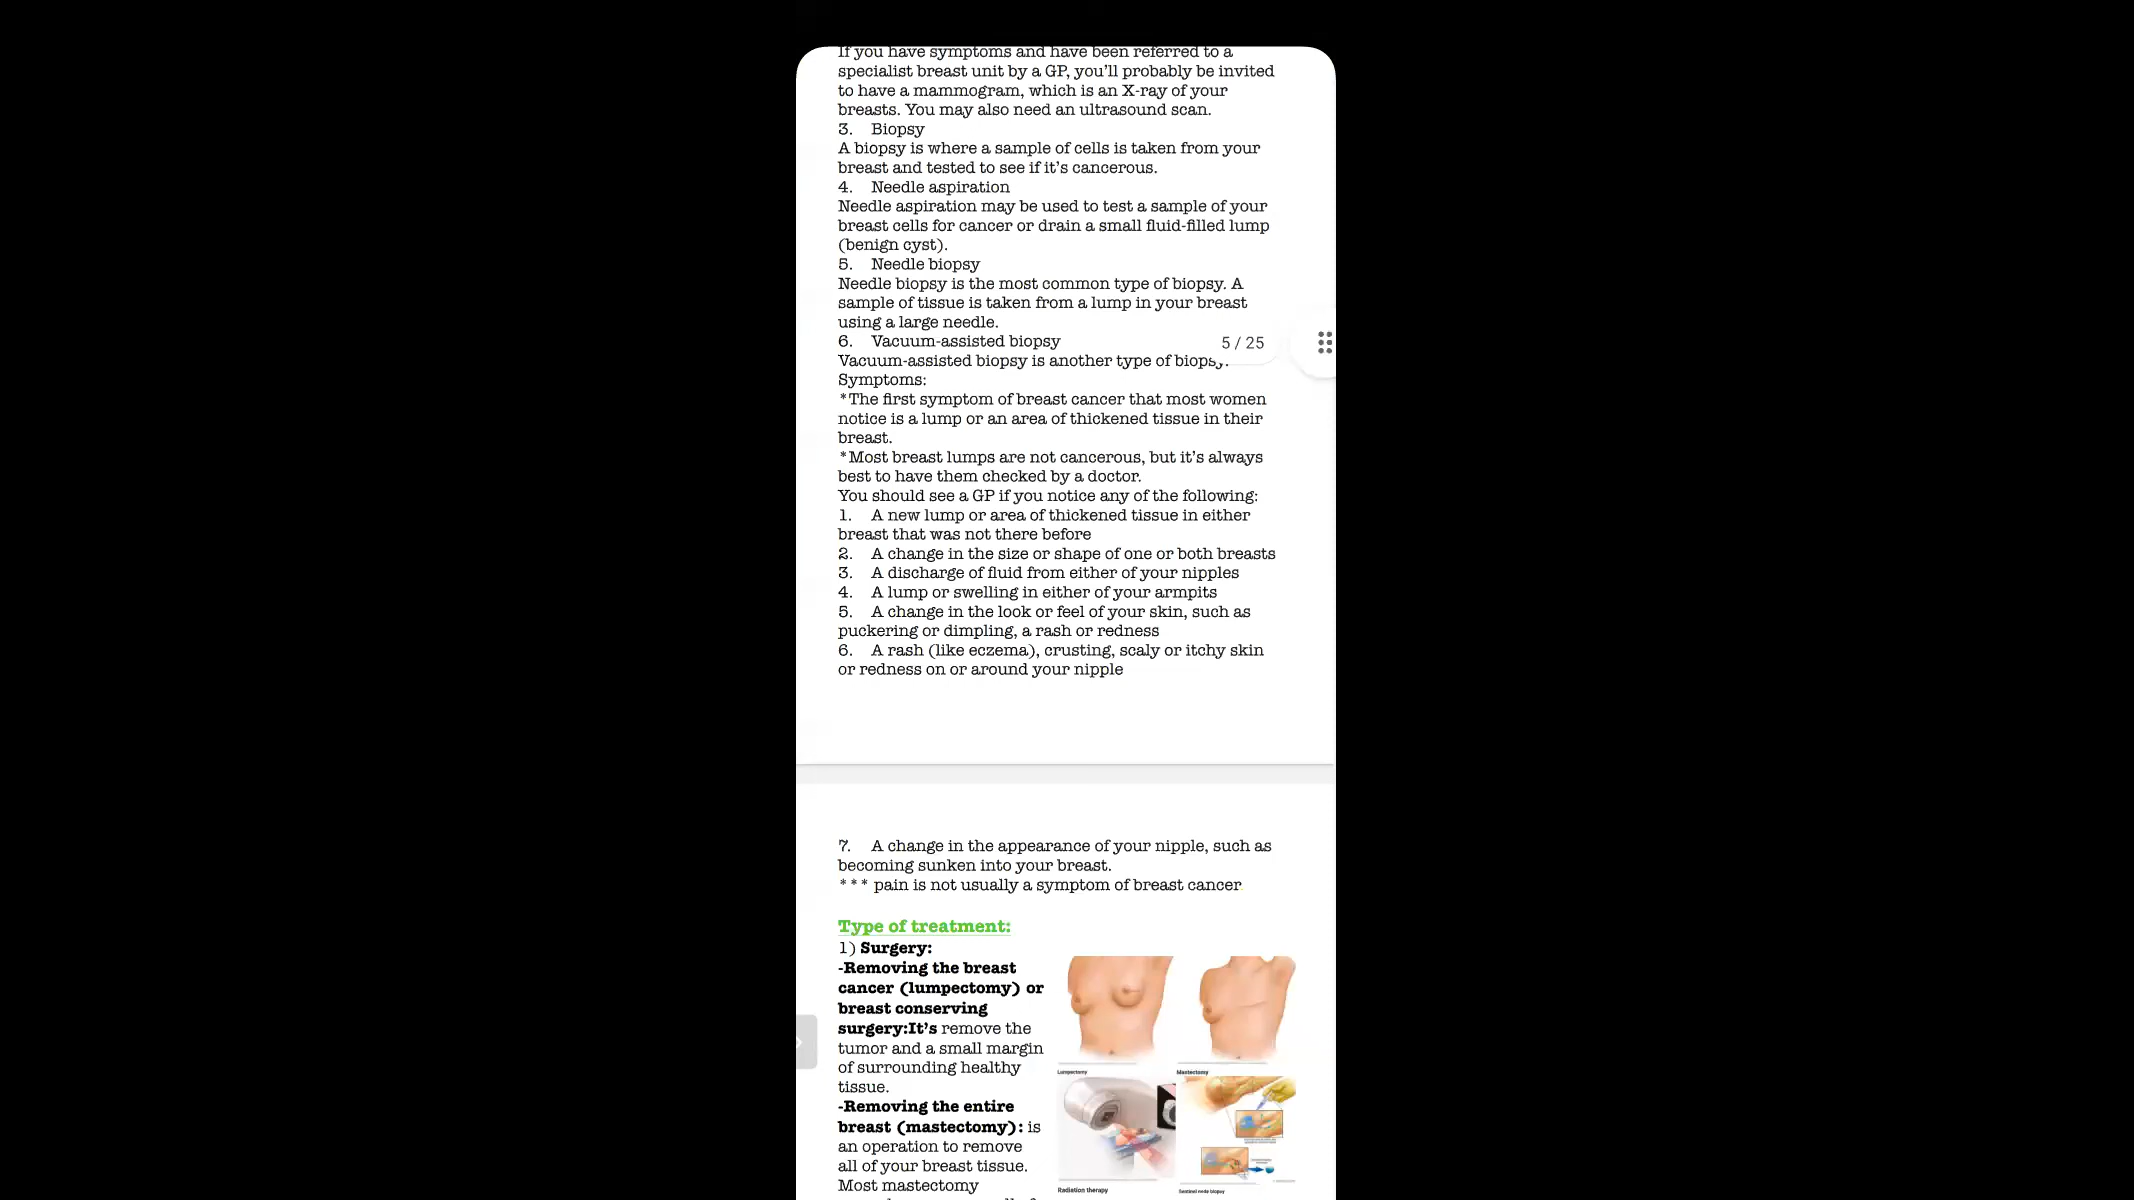 If you have symptoms and have been referred to a
specialist breast unit by a GP, you'll probably be invited
to have a mammogram, which is an X-ray of your
breasts. You may also need an ultrasound scan.
3. Biopsy
A biopsy is where a sample of cells is taken from your
breast and tested to see if it's cancerous.
4. Needle aspiration
Needle aspiration may be used to test a sample of your
breast cells for cancer or drain a small fluid-filled lump
(benign cyst).
5. Needle biopsy
Needle biopsy is the most common type of biopsy. A
sample of tissue is taken from a lump in your breast
using a large needle.
6. Vacuum-assisted biopsy
5 / 25
Vacuum-assisted biopsy is another type of biopsy.
Symptoms:
*The first symptom of breast cancer that most women
notice is a lump or an area of thickened tissue in their
breast.
*Most breast lumps are not cancerous, but it's always
best to have them checked by a doctor.
You should see a GP if you notice any of the following:
1. A new lump or area of thickened tissue in either
breast that was not there before
2. A change in the size or shape of one or both breasts
3. A discharge of fluid from either of your nipples
4. A lump or swelling in either of your armpits
5. A change in the look or feel of your skin, such as
puckering or dimpling, a rash or redness
6. A rash (like eczema), crusting, scaly or itchy skin
or redness on or around your nipple
7. A change in the appearance of your nipple, such as
becoming sunken into your breast.
*** pain is not usually a symptom of breast cancer
Type of treatment:
1) Surgery:
-Removing the breast
cancer (lumpectomy) or
breast conserving
surgery:It's remove the
tumor and a small margin
of surrounding healthy
tissue.
-Removing the entire
breast (mastectomy): is
an operation to remove
all of your breast tissue.
Most mastectomy
Lumpectomy
Mastectomy
Radiation therapy
Sentinel node biopsy